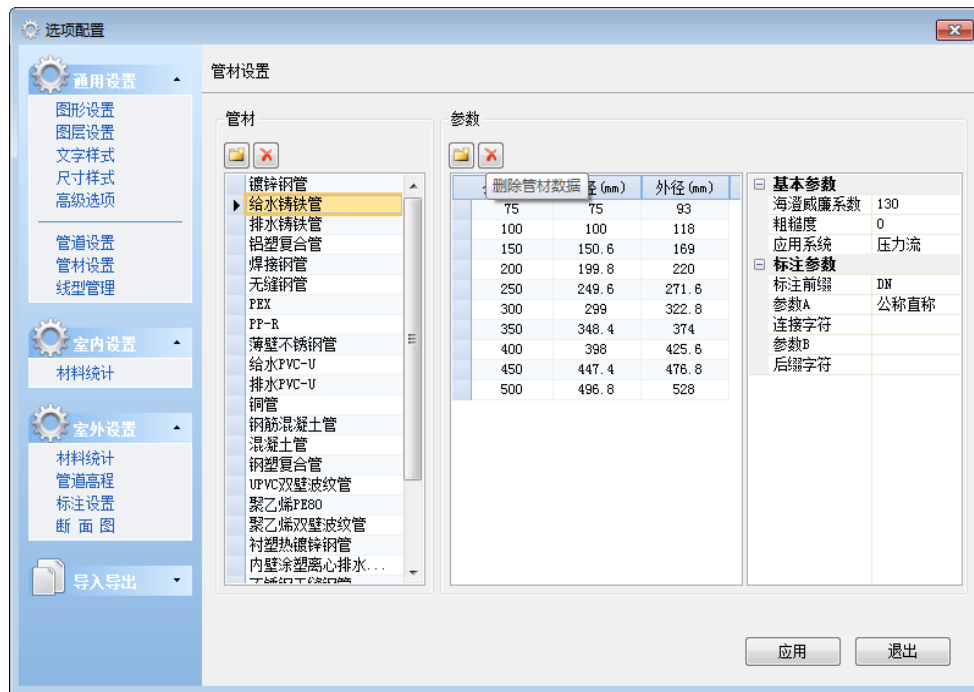 选项配置
通用设置
图形设置
图层设置
文字样式
尺寸样式
高级选项
管道设置
管材设置
线型管理
室内设置
材料统计
室外设置
材料统计
管道高程
标注设置
断 面 图
导入导出
管材设置
管材
镀锌钢管
给水铸铁管
排水铸铁管
铝塑复合管
焊接钢管
无缝钢管
PEX
PP-R
薄壁不锈钢管
给水PVC-U
排水PVC-U
铜管
钢筋混凝土管
混凝土管
钢塑复合管
UPVC双壁波纹管
聚乙烯PE80
聚乙烯双壁波纹管
衬塑热镀锌钢管
内壁涂塑离心排水...
不锈钢无缝钢管
参数
删除管材数据
径(mm) 外径(mm)
75 75 93
100 100 118
150 150.6 169
200 199.8 220
250 249.6 271.6
300 299 322.8
350 348.4 374
400 398 425.6
450 447.4 476.8
500 496.8 528
基本参数
海澄威廉系数 130
粗糙度 0
应用系统 压力流
标注参数
标注前缀 DN
参数A 公称直称
连接字符
参数B
后缀字符
应用 退出